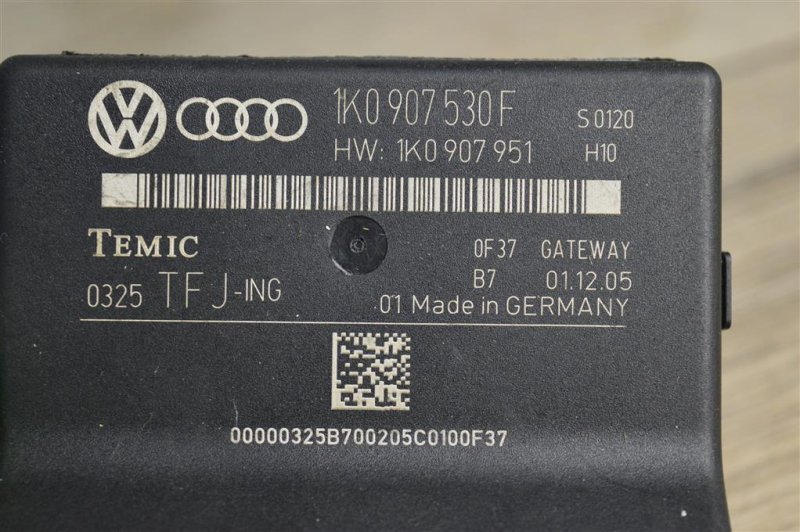 1K0 907 530 F S0120
HW: 1K0 907 951 H10
TEMIC 0F37 GATEWAY
B7 01.12.05
0325 TFJ-ING 01 Made in GERMANY
00000325B700205C0100F37